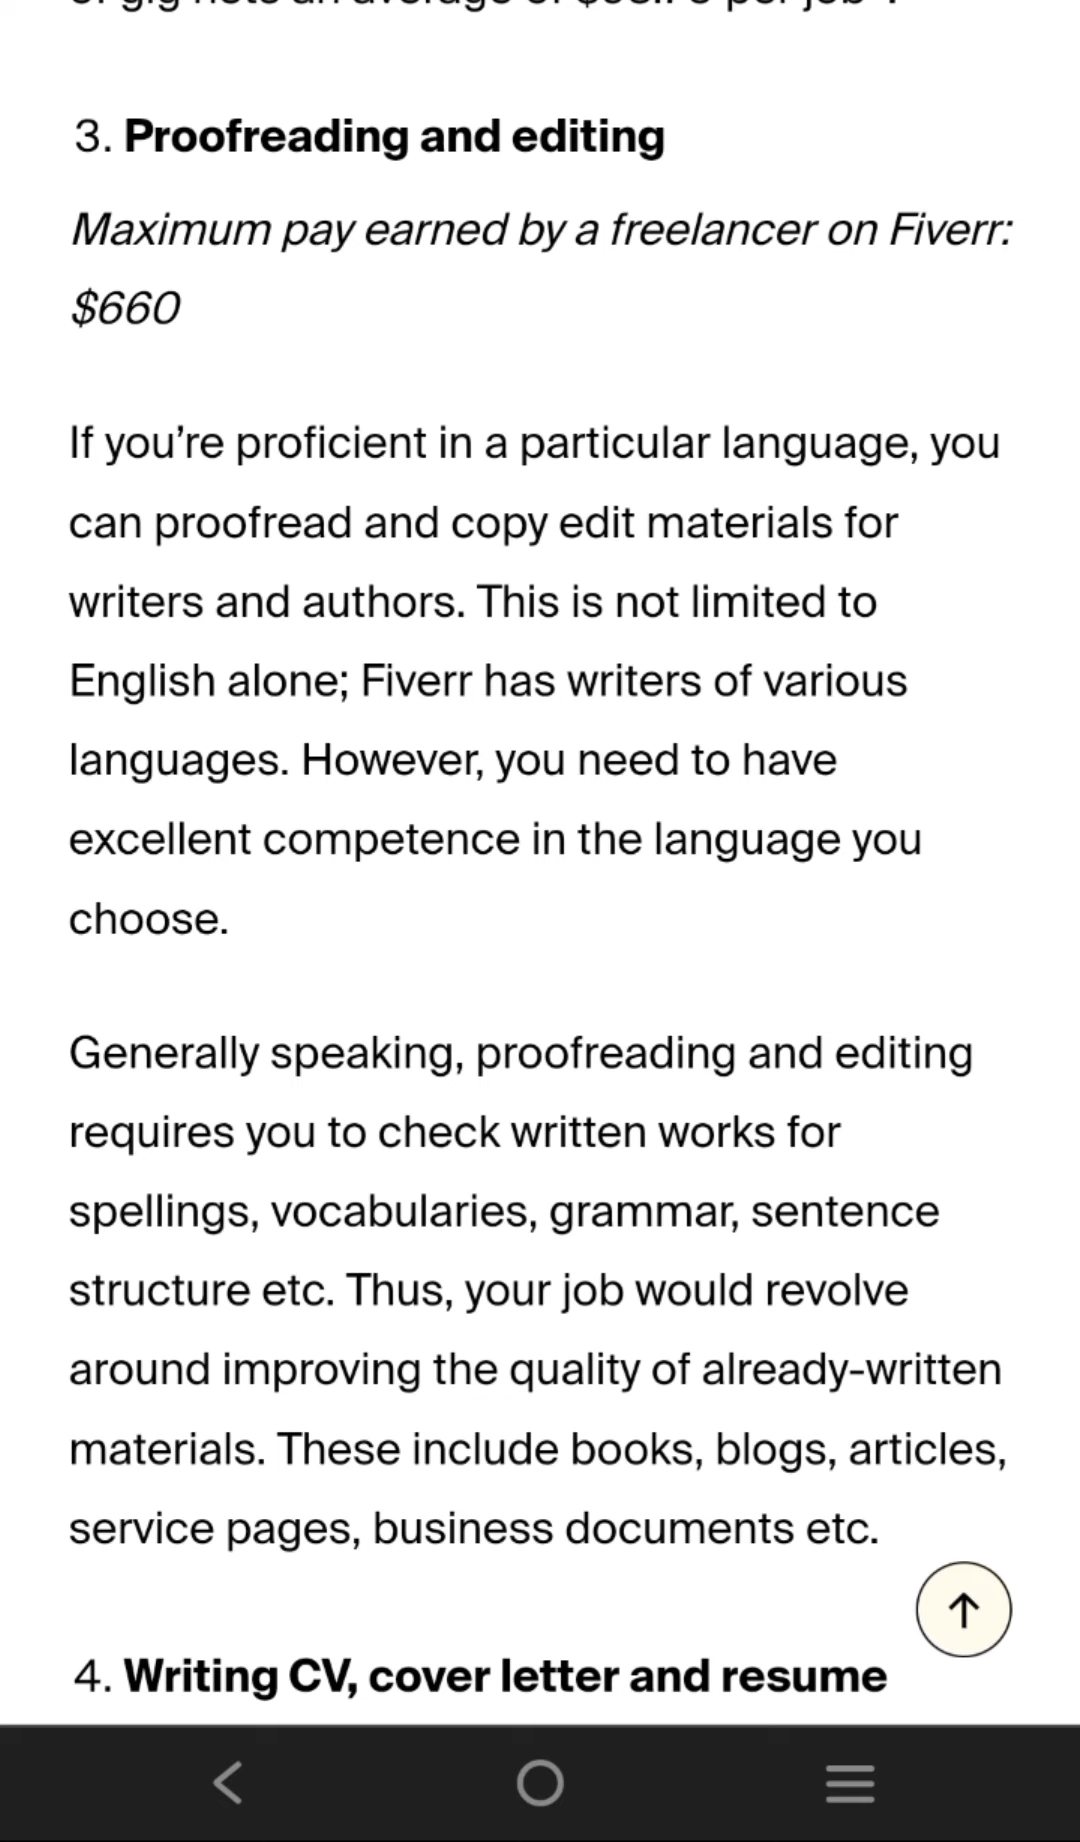 3. Proofreading and editing
Maximum pay earned by a freelancer on Fiverr:
$660
If you're proficient in a particular language, you
can proofread and copy edit materials for
writers and authors. This is not limited to
English alone; Fiverr has writers of various
languages. However, you need to have
excellent competence in the language you
choose.
Generally speaking, proofreading and editing
requires you to check written works for
spellings, vocabularies, grammar, sentence
structure etc. Thus, your job would revolve
around improving the quality of already-written
materials. These include books, blogs, articles,
service pages, business documents etc.
4. Writing CV, cover letter and resume